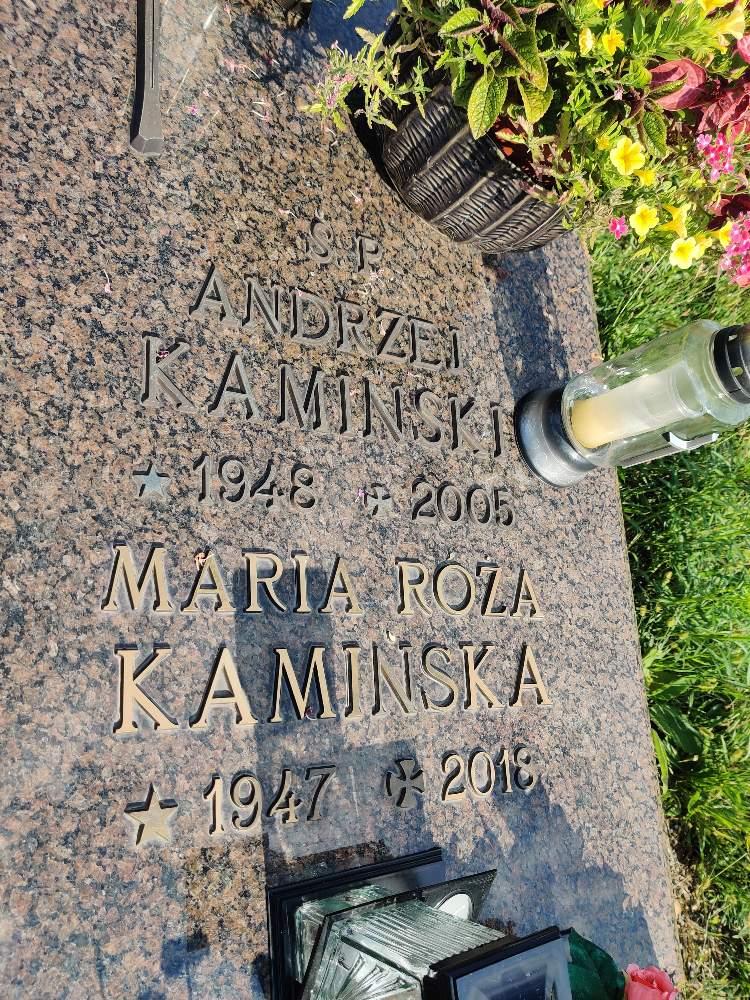 Ś P
ANDRZEJ
KAMIŃSKI
1948 2005
MARIA RÓŻA
KAMIŃSKA
1947 2018